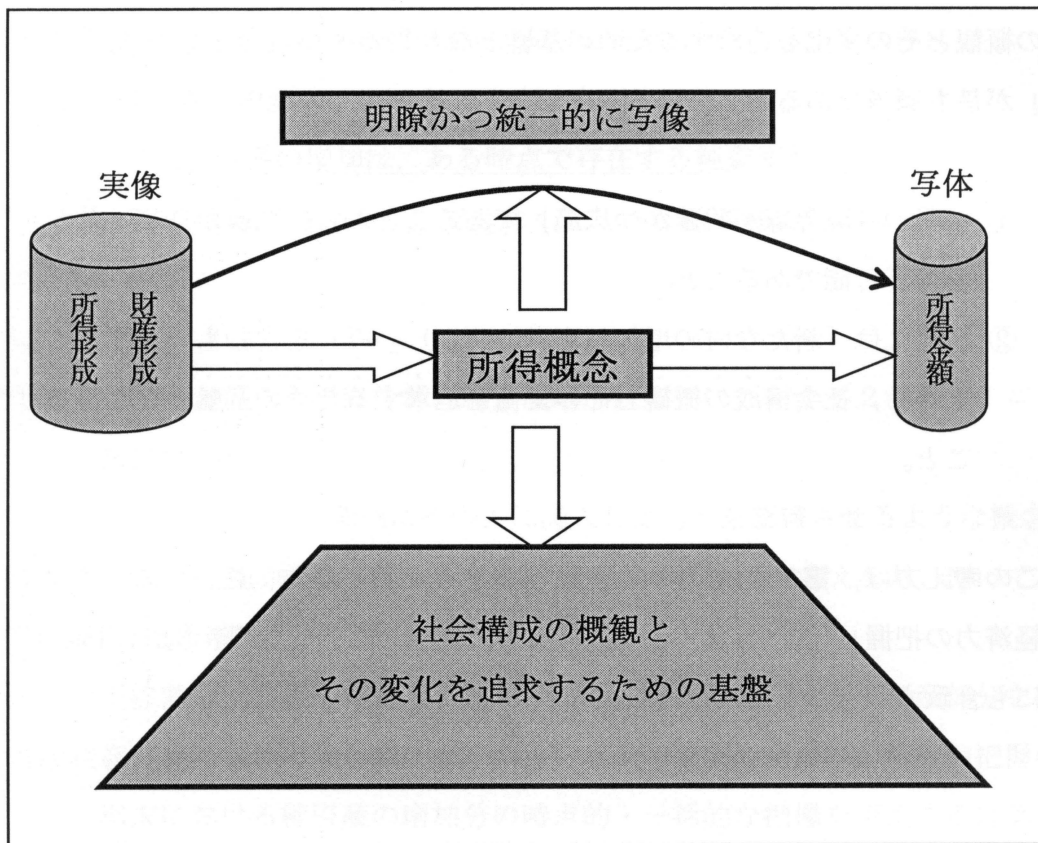 明瞭かつ統一的に写像
実像
写体
財産形成
所得形成
所得概念
所得金額
社会構成の概観と
その変化を追求するための基盤